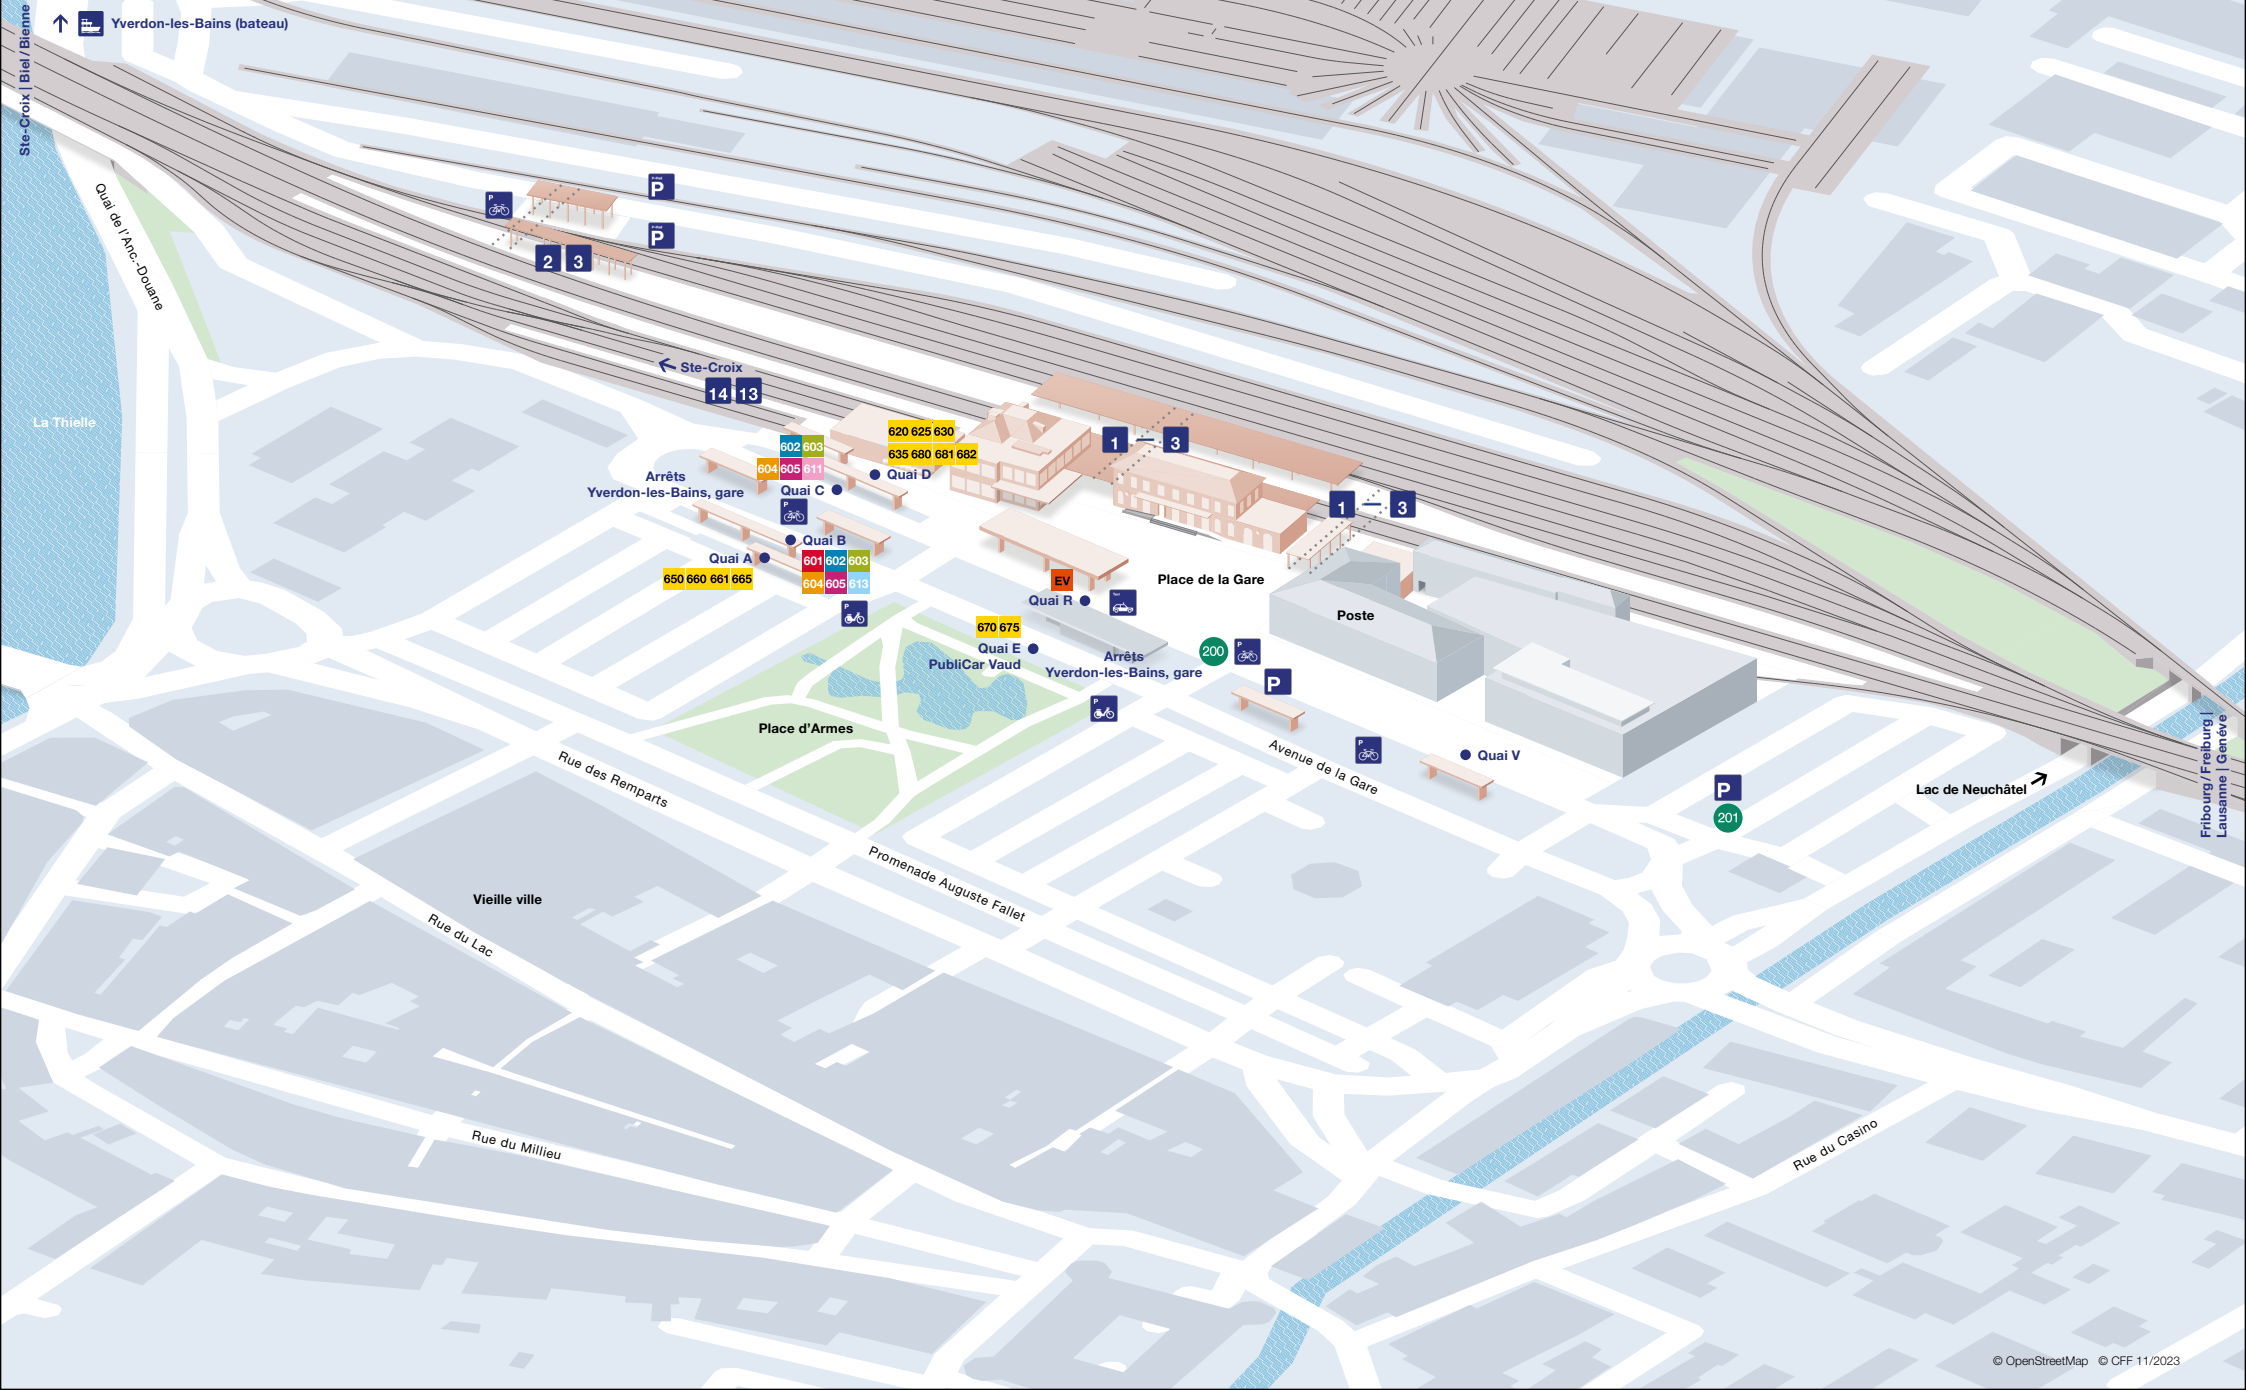 Yverdon-les-Bains (bateau)
Ste-Croix | Biel / Bienne
Quai de l'Anc.-Douane
La Thielle
P
P
P
2 3
Ste-Croix
14 13
620 625 630
635 680 681 682
Quai D
602 603
604 605 611
Quai C
Arrêts
Yverdon-les-Bains, gare
P
1 — 3
1 — 3
Quai B
Quai A
650 660 661 665
601 602 603
604 605 613
P
EV
Quai R
Place de la Gare
Poste
670 675
Quai E
PubliCar Vaud
Arrêts
Yverdon-les-Bains, gare
200
P
P
P
Place d'Armes
Avenue de la Gare
P
Quai V
P
201
Lac de Neuchâtel
Fribourg / Freiburg |
Lausanne | Genève
Rue des Remparts
Promenade Auguste Fallet
Vieille ville
Rue du Lac
Rue du Millieu
Rue du Casino
© OpenStreetMap © CFF 11/2023